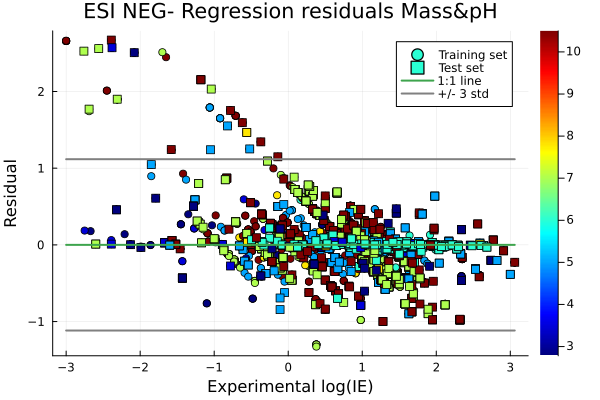 ESI NEG- Regression residuals Mass&pH
Training set
Test set
1:1 line
+/- 3 std
Residual
2
1
0
−1
−3
−2
−1
0
1
2
3
Experimental log(IE)
10
9
8
7
6
5
4
3